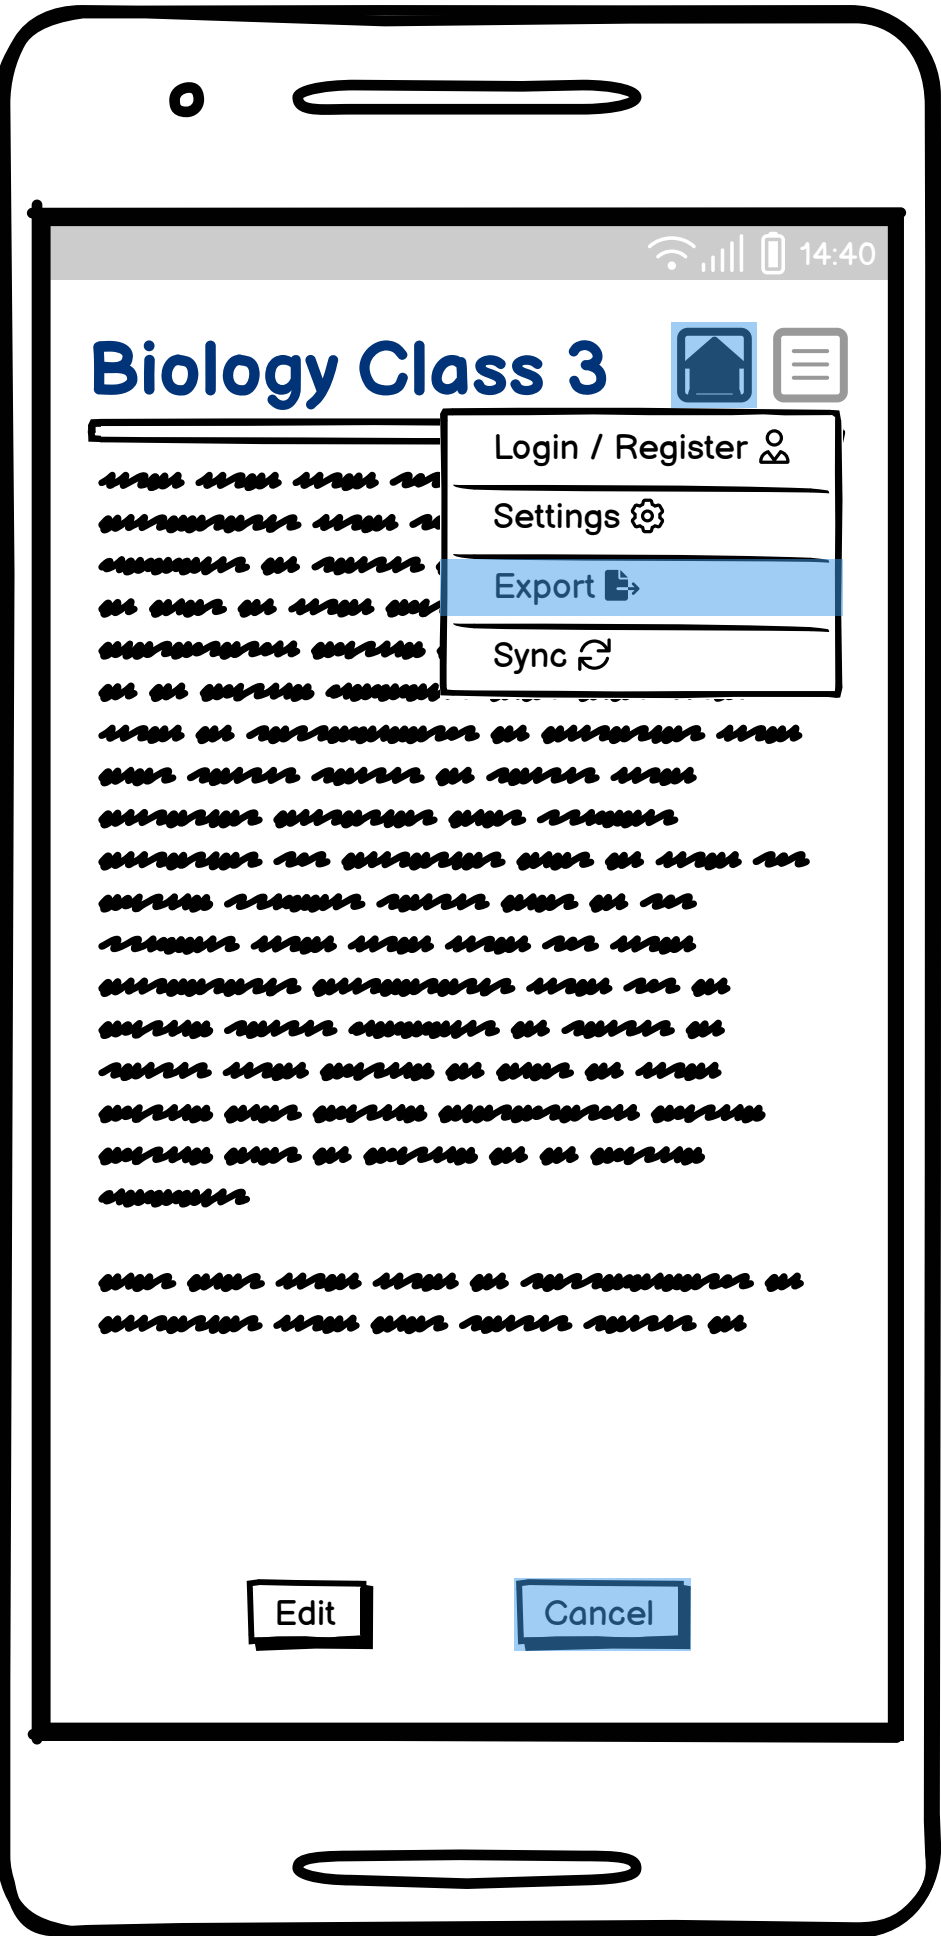 14:40
Biology Class 3
Login / Register
Settings
Export
Sync
Edit
Cancel